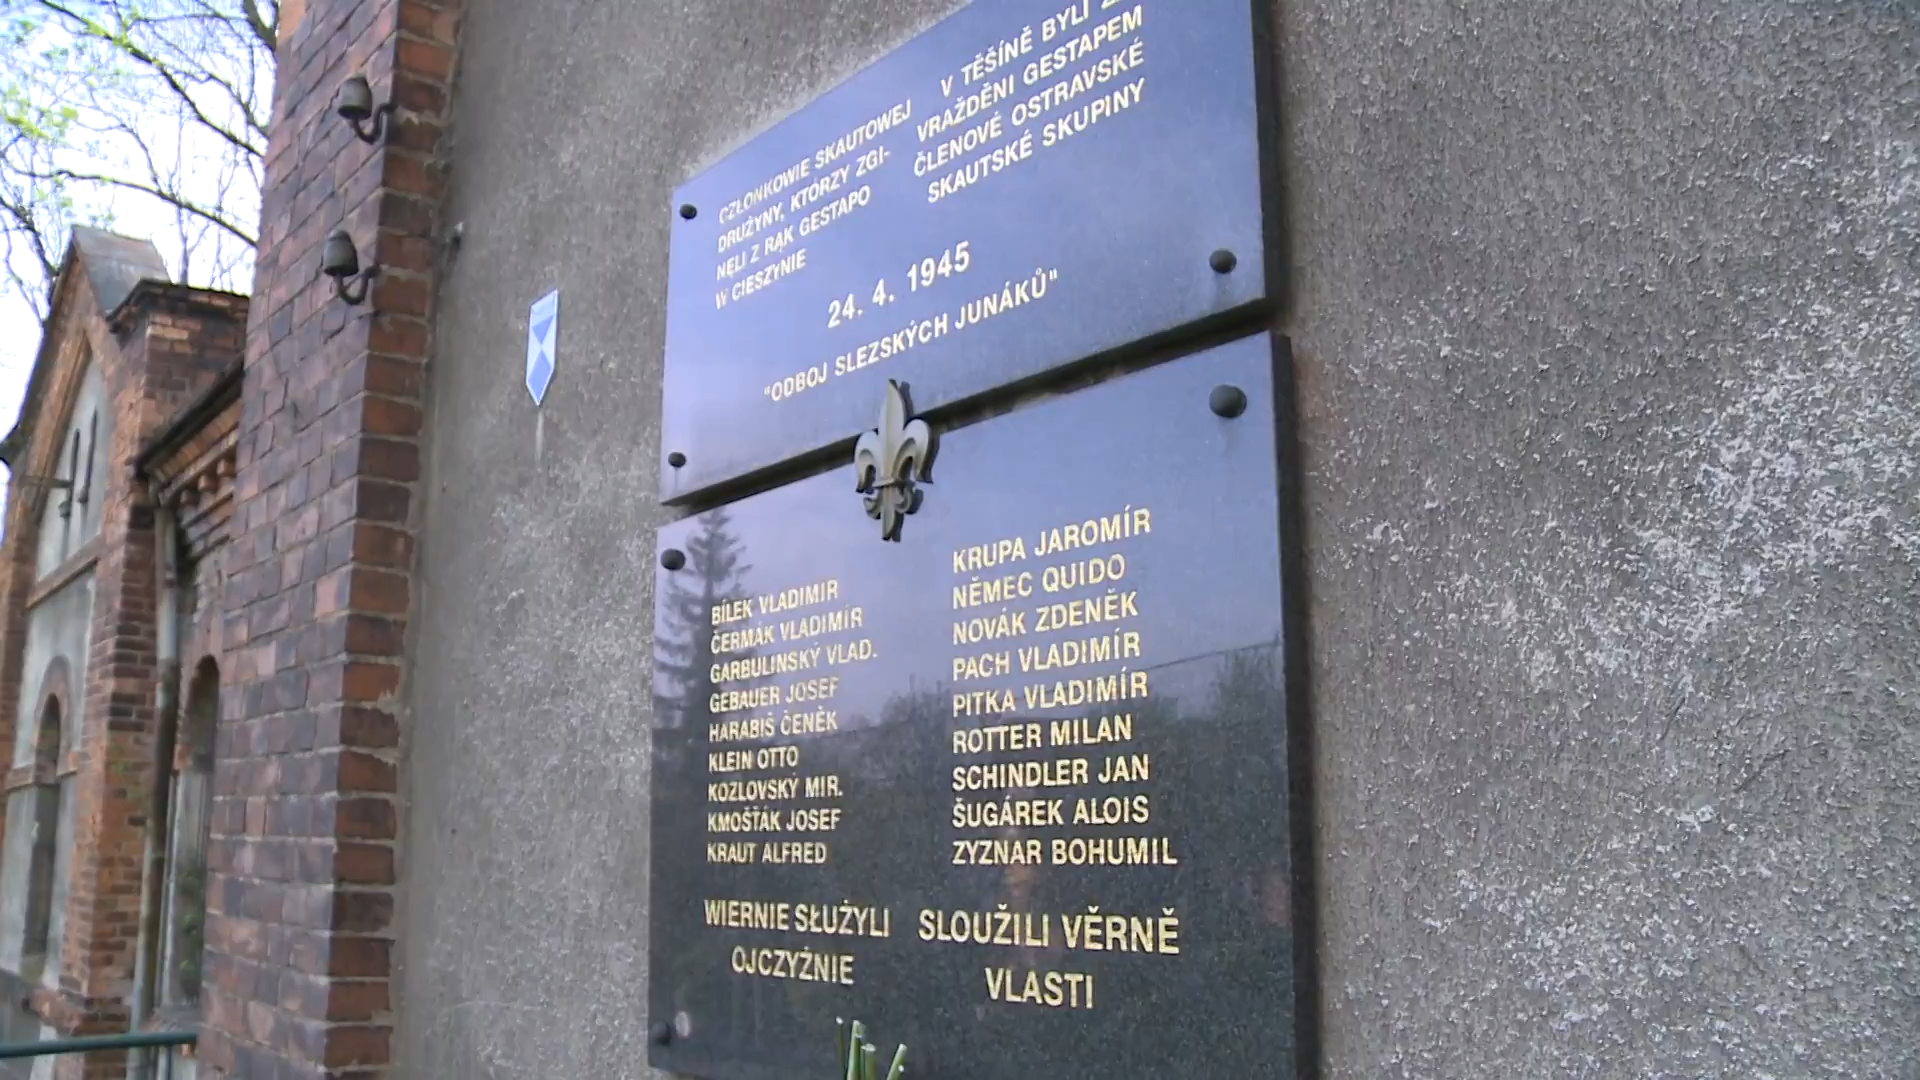 CZŁONKOWIE SKAUTOWEJ
DRUŻYNY, KTÓRZY ZGI-
NĘLI Z RĄK GESTAPO
W CIESZYNIE
V TĚŠÍNĚ BYLI
VRAŽDĚNI GESTAPEM
ČLENOVÉ OSTRAVSKÉ
SKAUTSKÉ SKUPINY
24. 4. 1945
"ODBOJ SLEZSKÝCH JUNÁKŮ"
BÍLEK VLADIMIR
ČERMÁK VLADIMÍR
GARBULINSKÝ VLAD.
GEBAUER JOSEF
HARABIŠ ČENĚK
KLEIN OTTO
KOZLOVSKÝ MIR.
KMOŠŤÁK JOSEF
KRAUT ALFRED
KRUPA JAROMÍR
NĚMEC QUIDO
NOVÁK ZDENĚK
PACH VLADIMÍR
PITKA VLADIMÍR
ROTTER MILAN
SCHINDLER JAN
ŠUGÁREK ALOIS
ZYZNAR BOHUMIL
WIERNIE SŁUŻYLI
OJCZYŹNIE
SLOUŽILI VĚRNĚ
VLASTI